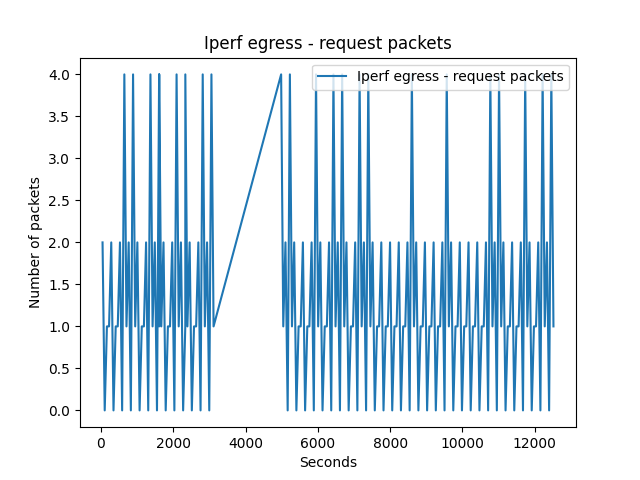 Iperf egress - request packets
Iperf egress - request packets
Number of packets
4.0
3.5
3.0
2.5
2.0
1.5
1.0
0.5
0.0
0 2000 4000 6000 8000 10000 12000
Seconds